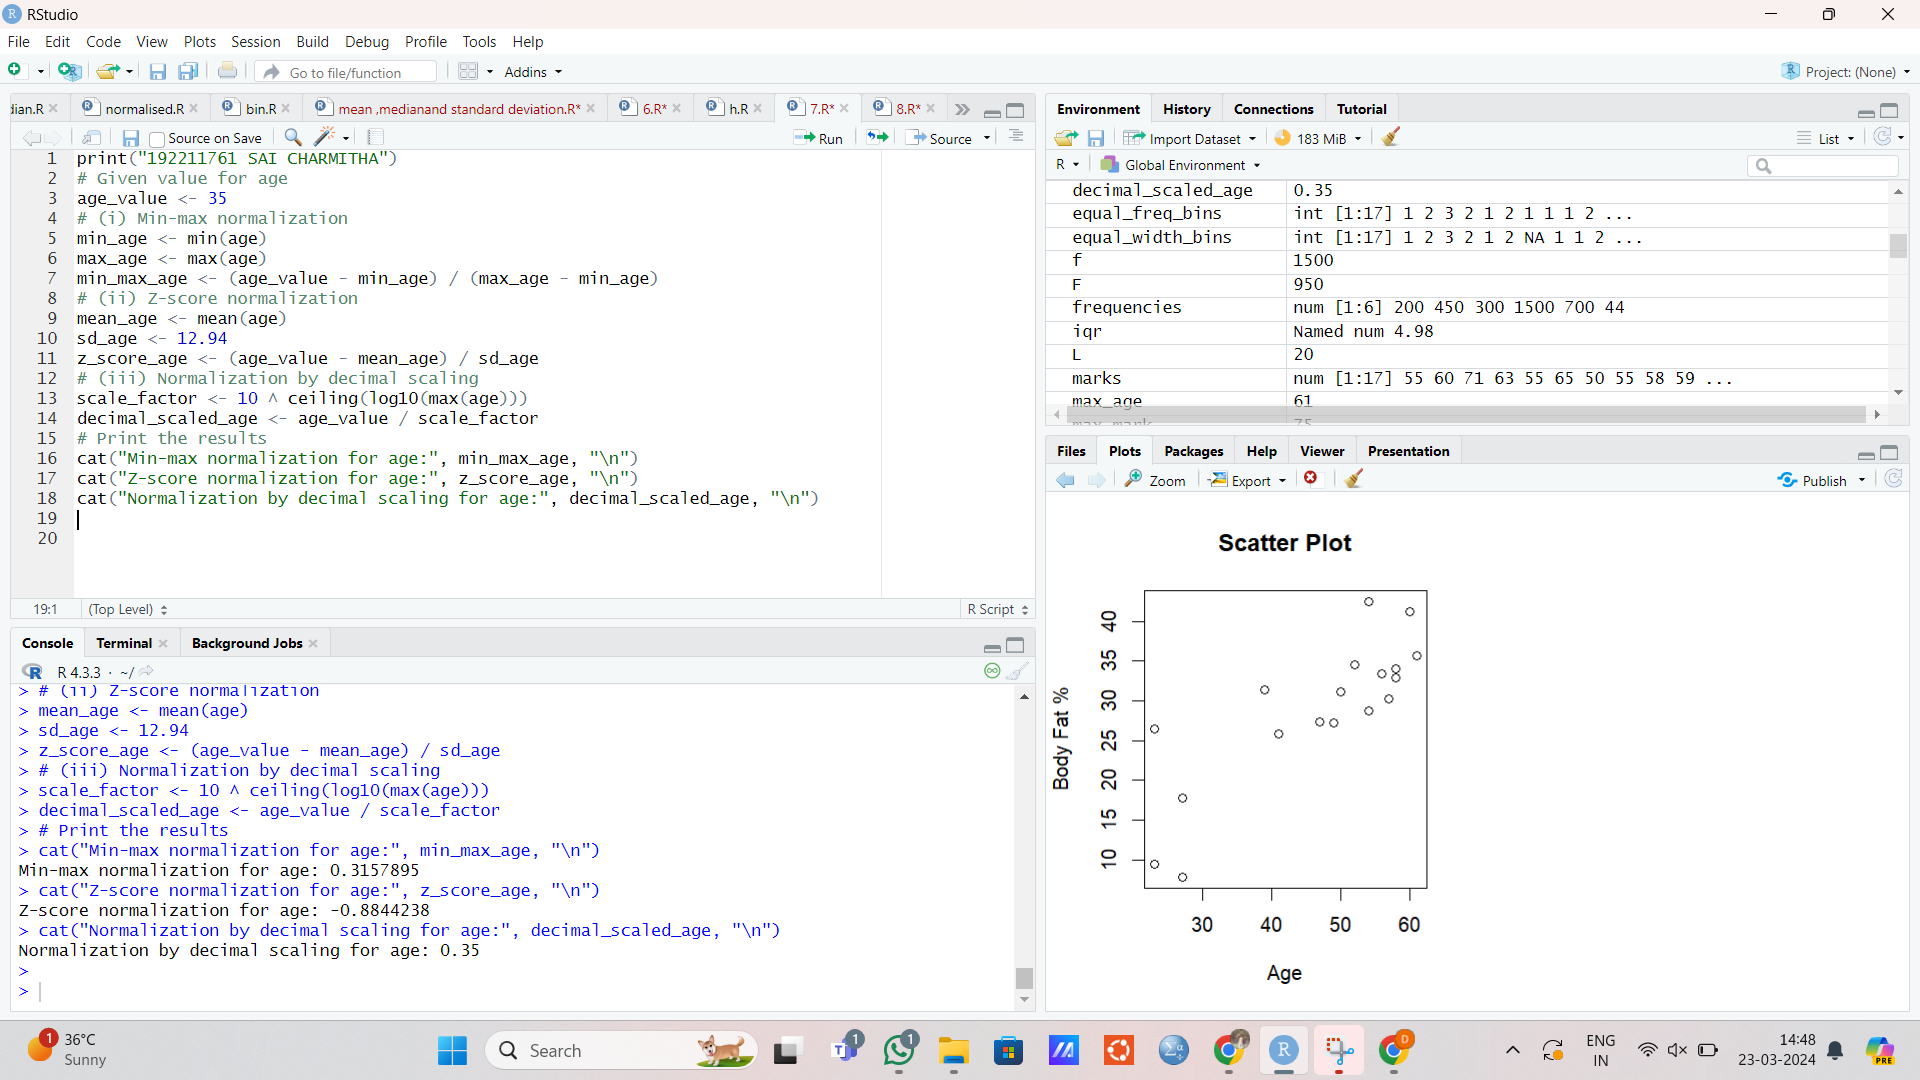 RStudio
File Edit Code View Plots Session Build Debug Profile Tools Help
Go to file/function Addins Project: (None)
dian.R normalised.R bin.R mean ,medianand standard deviation.R* 6.R* h.R 7.R* 8.R*
Source on Save Run Source
1 print("192211761 SAI CHARMITHA")
2 # Given value for age
3 age_value <- 35
4 # (i) Min-max normalization
5 min_age <- min(age)
6 max_age <- max(age)
7 min_max_age <- (age_value - min_age) / (max_age - min_age)
8 # (ii) Z-score normalization
9 mean_age <- mean(age)
10 sd_age <- 12.94
11 z_score_age <- (age_value - mean_age) / sd_age
12 # (iii) Normalization by decimal scaling
13 scale_factor <- 10 ^ ceiling(log10(max(age)))
14 decimal_scaled_age <- age_value / scale_factor
15 # Print the results
16 cat("Min-max normalization for age:", min_max_age, "\n")
17 cat("Z-score normalization for age:", z_score_age, "\n")
18 cat("Normalization by decimal scaling for age:", decimal_scaled_age, "\n")
19
20
19:1 (Top Level) R Script
Console Terminal Background Jobs
R 4.3.3 · ~/
> # (ii) Z-score normalization
> mean_age <- mean(age)
> sd_age <- 12.94
> z_score_age <- (age_value - mean_age) / sd_age
> # (iii) Normalization by decimal scaling
> scale_factor <- 10 ^ ceiling(log10(max(age)))
> decimal_scaled_age <- age_value / scale_factor
> # Print the results
> cat("Min-max normalization for age:", min_max_age, "\n")
Min-max normalization for age: 0.3157895
> cat("Z-score normalization for age:", z_score_age, "\n")
Z-score normalization for age: -0.8844238
> cat("Normalization by decimal scaling for age:", decimal_scaled_age, "\n")
Normalization by decimal scaling for age: 0.35
>
>
Environment History Connections Tutorial
Import Dataset 183 MiB List
R Global Environment
decimal_scaled_age 0.35
equal_freq_bins int [1:17] 1 2 3 2 1 2 1 1 1 2 ...
equal_width_bins int [1:17] 1 2 3 2 1 2 NA 1 1 2 ...
f 1500
F 950
frequencies num [1:6] 200 450 300 1500 700 44
iqr Named num 4.98
L 20
marks num [1:17] 55 60 71 63 55 65 50 55 58 59 ...
max_age 61
max_mark 75
Files Plots Packages Help Viewer Presentation
Zoom Export Publish
Scatter Plot
Body Fat %
40
35
30
25
20
15
10
30 40 50 60
Age
1 36°C
Sunny
Search
1
1
D
PRE
ENG
IN
14:48
23-03-2024